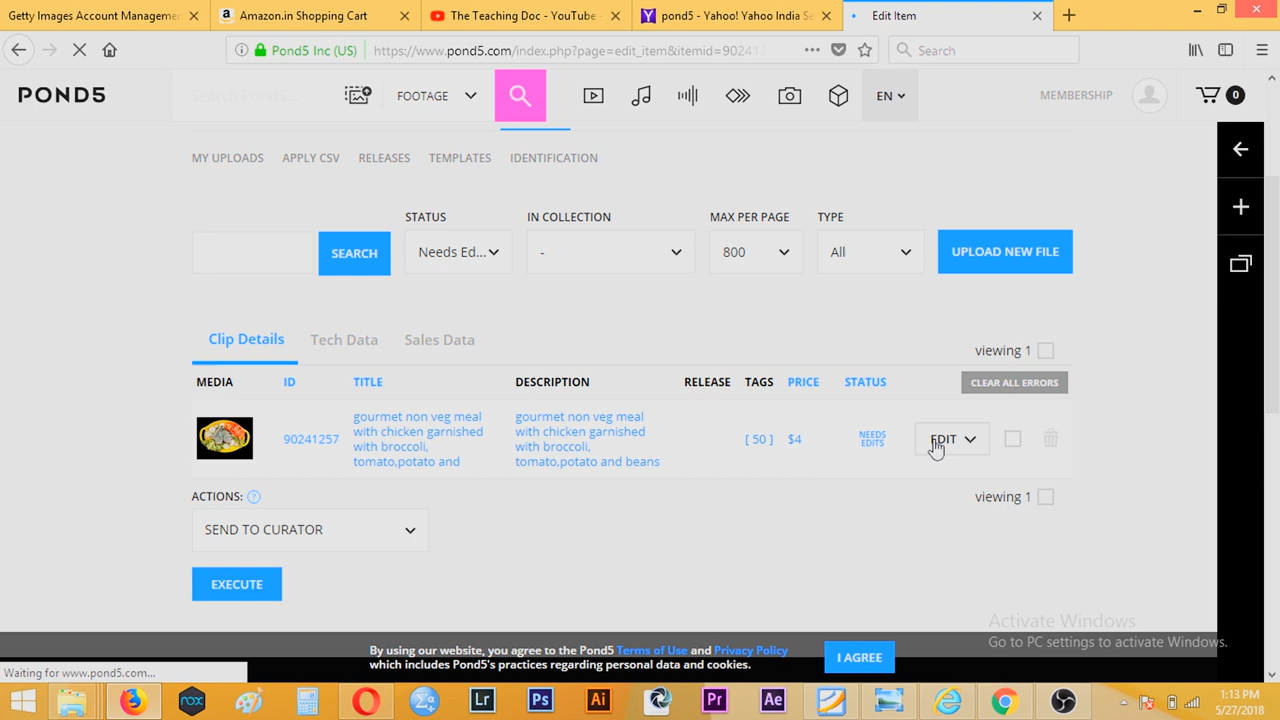 Getty Images Account Managemen
Amazon.in Shopping Cart
The Teaching Doc - YouTube
pond5 - Yahoo! Yahoo India Se
Edit Item
Pond5 Inc (US)
https://www.pond5.com/index.php?page=edit_item&itemid=902412
Search
POND5
Search Pond5...
FOOTAGE
EN
MEMBERSHIP
0
MY UPLOADS
APPLY CSV
RELEASES
TEMPLATES
IDENTIFICATION
STATUS
IN COLLECTION
MAX PER PAGE
TYPE
SEARCH
Needs Ed...
-
800
All
UPLOAD NEW FILE
Clip Details
Tech Data
Sales Data
viewing 1
MEDIA
ID
TITLE
DESCRIPTION
RELEASE
TAGS
PRICE
STATUS
CLEAR ALL ERRORS
90241257
gourmet non veg meal
with chicken garnished
with broccoli,
tomato,potato and
gourmet non veg meal
with chicken garnished
with broccoli,
tomato,potato and beans
[ 50 ]
$4
NEEDS
EDITS
EDIT
ACTIONS: ?
viewing 1
SEND TO CURATOR
EXECUTE
Activate Windows
Go to PC settings to activate Windows.
By using our website, you agree to the Pond5 Terms of Use and Privacy Policy
which includes Pond5's practices regarding personal data and cookies.
I AGREE
Waiting for www.pond5.com...
nox
Lr
Ps
Ai
Pr
Ae
1:13 PM
5/27/2018